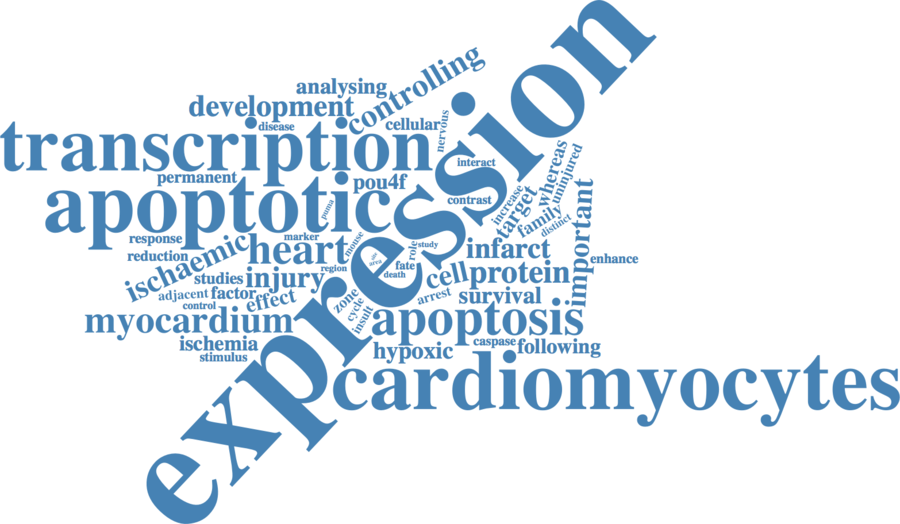 expression
analysing
controlling
development
disease
cellular
nervous
transcription
interact
whereas
uninjured
permanent
pou4f
apoptotic
puma
contrast
increase
target
family
distinct
important
response
marker
mouse
role
study
reduction
ischaemic
heart
infarct
enhance
area
fate
death
region
studies
injury
cell
protein
adjacent
factor
effect
zone
cycle
insult
arrest
survival
control
myocardium
apoptosis
ischemia
stimulus
hypoxic
caspase
following
cardiomyocytes